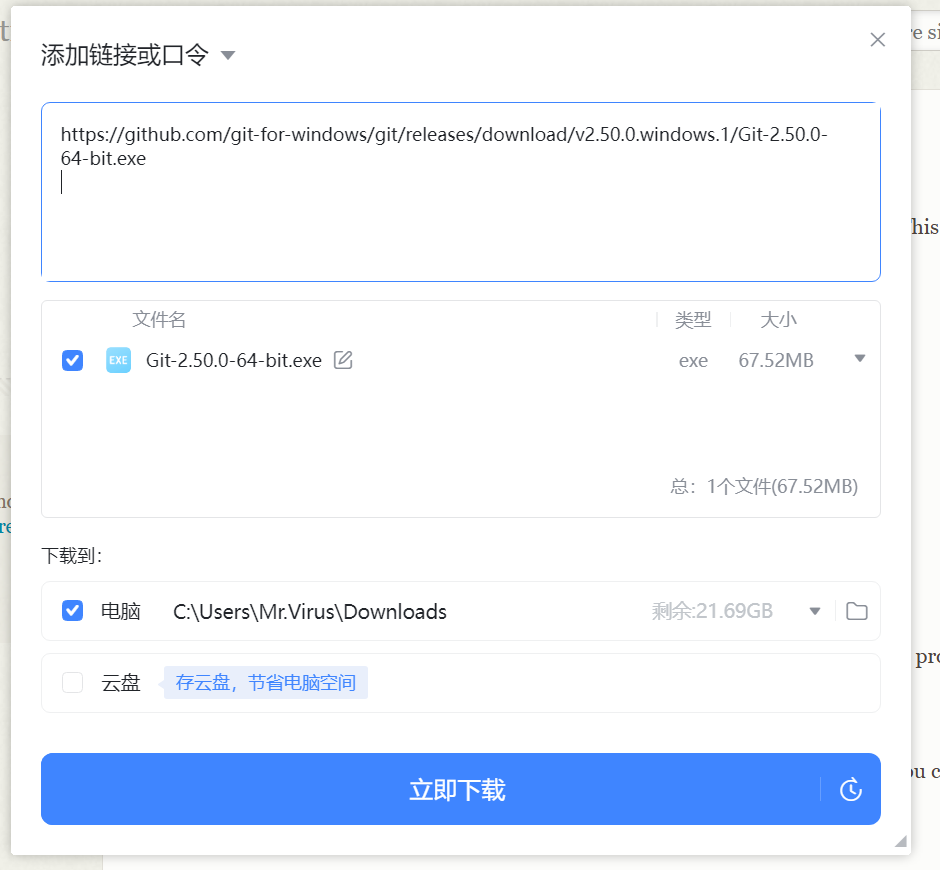 添加链接或口令
https://github.com/git-for-windows/git/releases/download/v2.50.0.windows.1/Git-2.50.0-
64-bit.exe
文件名 类型 大小
EXE Git-2.50.0-64-bit.exe exe 67.52MB
总：1个文件(67.52MB)
下载到：
电脑 C:\Users\Mr.Virus\Downloads 剩余:21.69GB
云盘 存云盘，节省电脑空间
立即下载